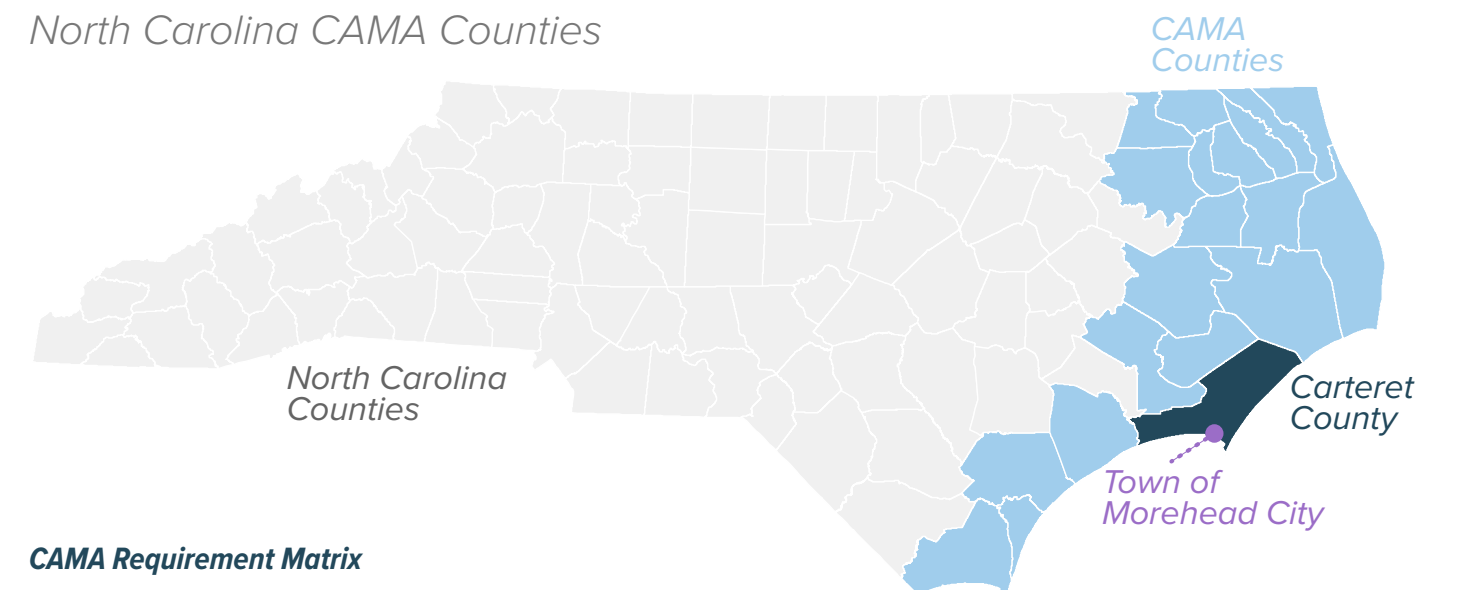 North Carolina CAMA Counties
CAMA
Counties
North Carolina
Counties
Carteret
County
Town of
Morehead City
CAMA Requirement Matrix